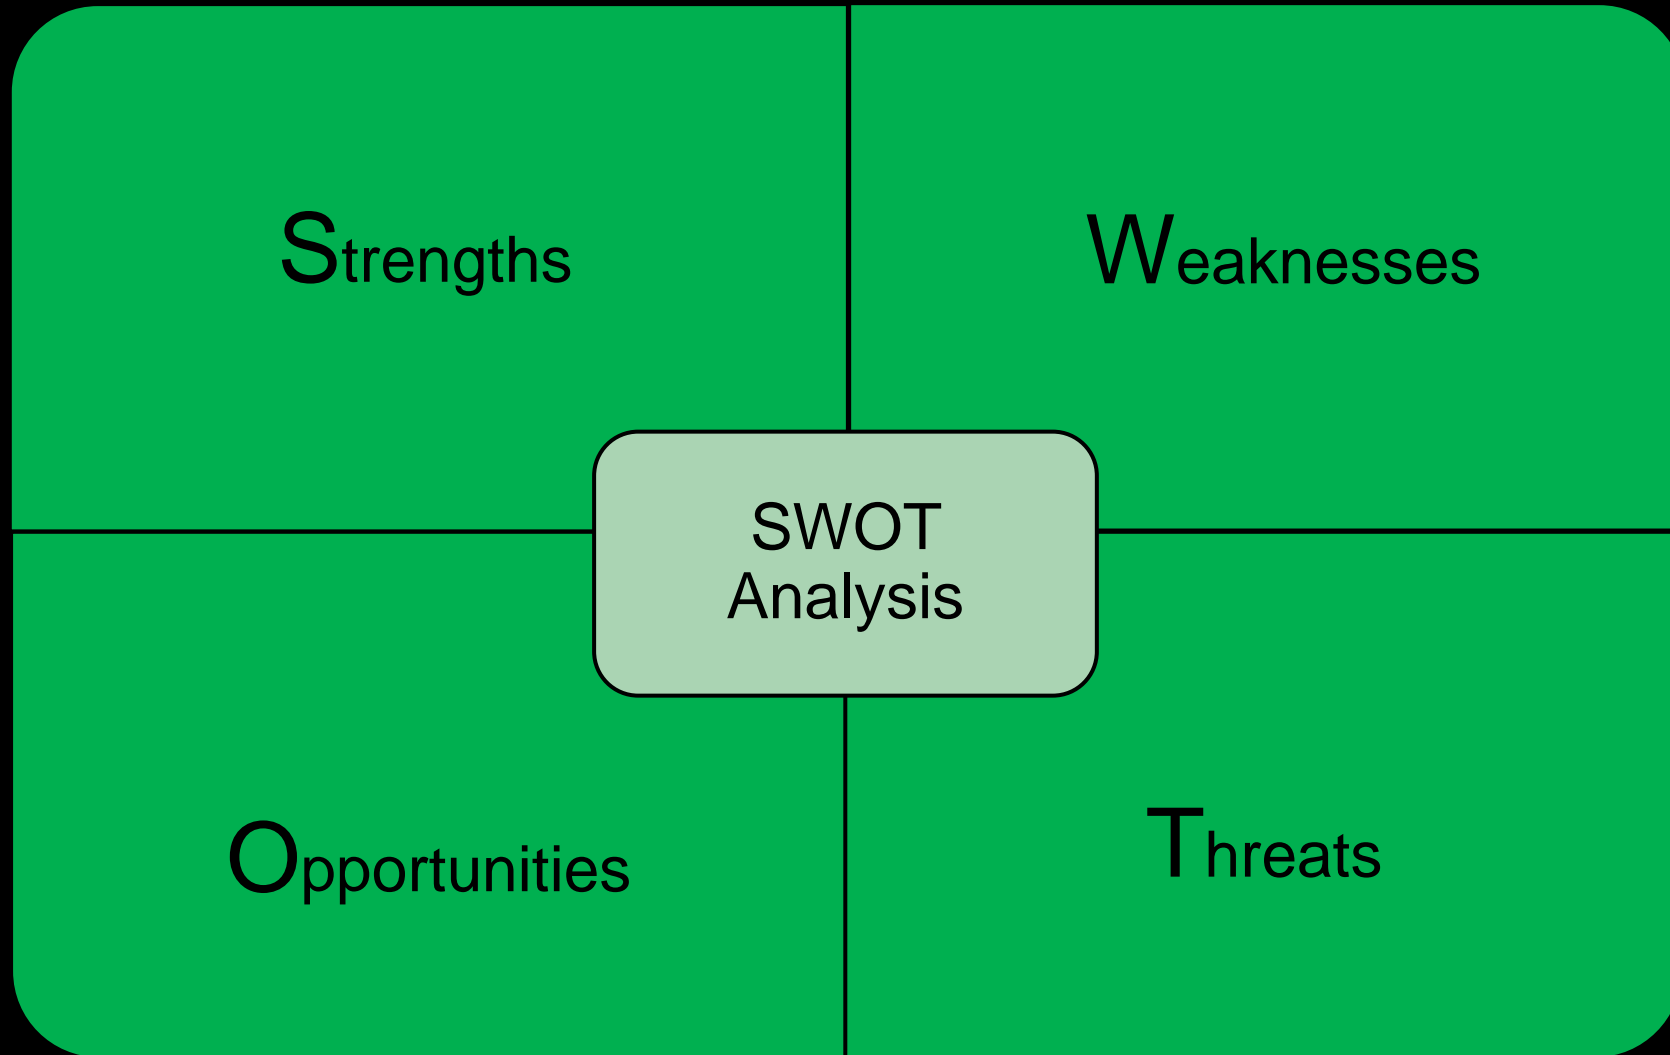 Strengths
Weaknesses
SWOT
Analysis
Opportunities
Threats